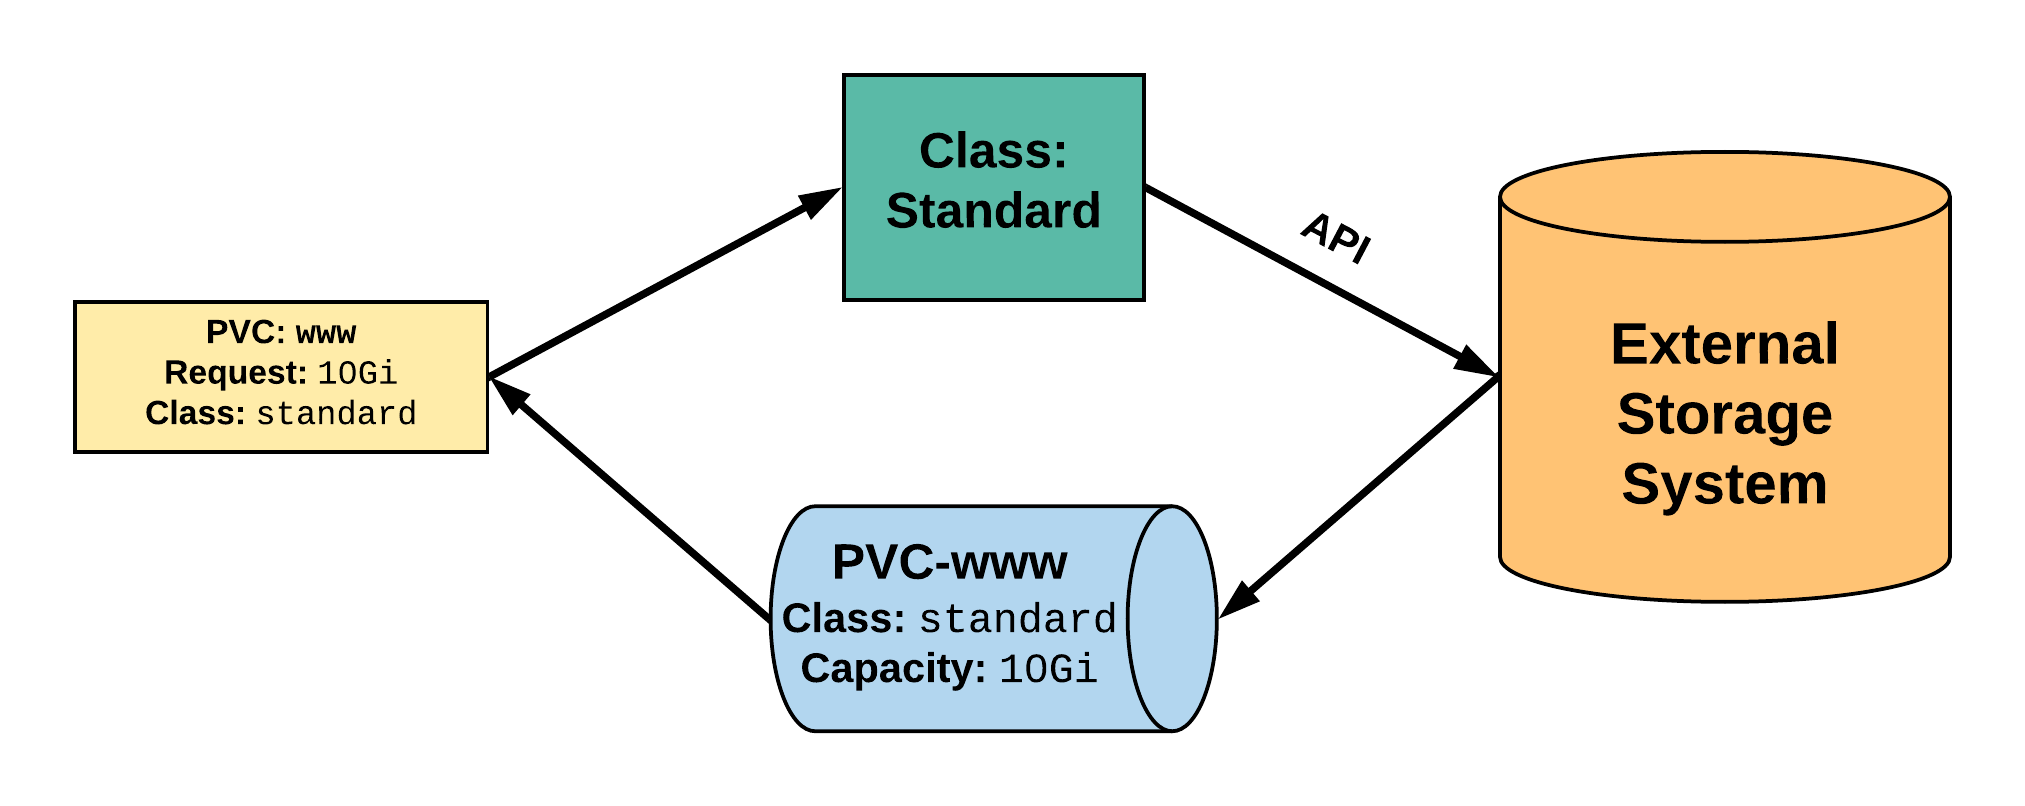 Class:
Standard
API
PVC: www
Request: 10Gi
Class: standard
External
Storage
System
PVC-www
Class: standard
Capacity: 10Gi